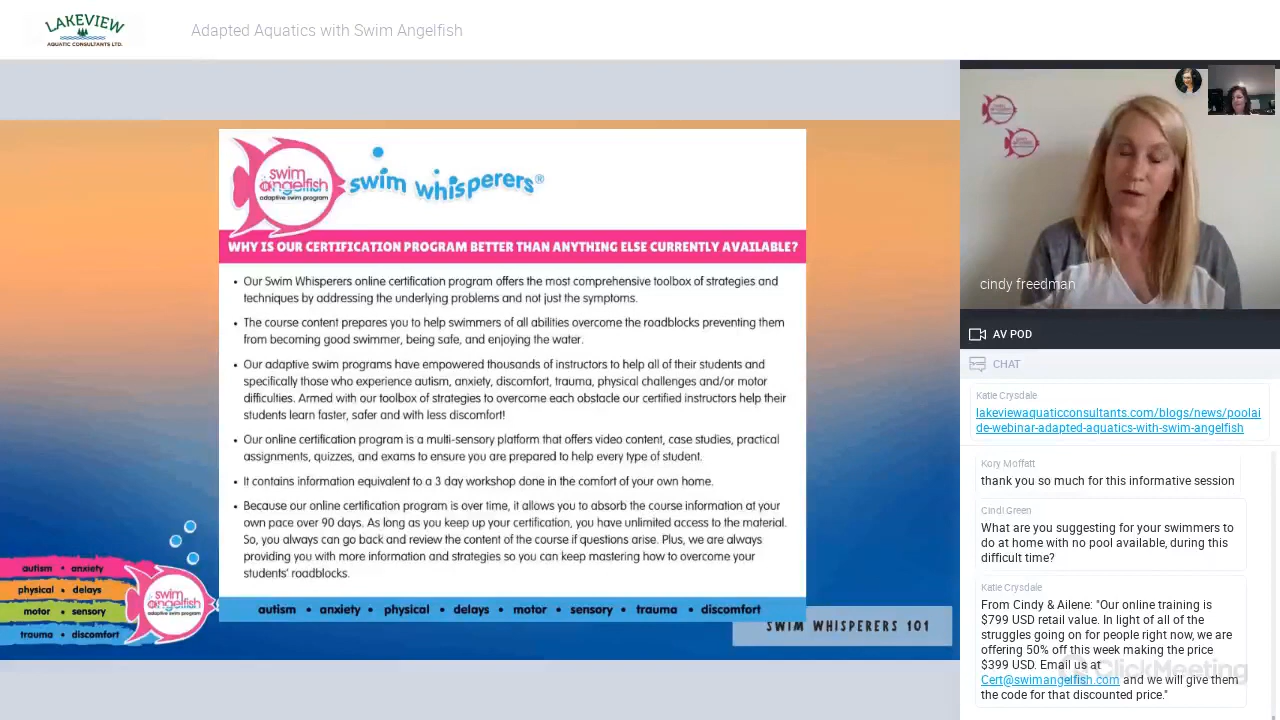 LAKEVIEW
AQUATIC CONSULTANTS LTD.
Adapted Aquatics with Swim Angelfish
swim
angelfish
adaptive swim program
swim whisperers®
WHY IS OUR CERTIFICATION PROGRAM BETTER THAN ANYTHING ELSE CURRENTLY AVAILABLE?
• Our Swim Whisperers online certification program offers the most comprehensive toolbox of strategies and
techniques by addressing the underlying problems and not just the symptoms.
• The course content prepares you to help swimmers of all abilities overcome the roadblocks preventing them
from becoming good swimmer, being safe, and enjoying the water.
• Our adaptive swim programs have empowered thousands of instructors to help all of their students and
specifically those who experience autism, anxiety, discomfort, trauma, physical challenges and/or motor
difficulties. Armed with our toolbox of strategies to overcome each obstacle our certified instructors help their
students learn faster, safer and with less discomfort!
• Our online certification program is a multi-sensory platform that offers video content, case studies, practical
assignments, quizzes, and exams to ensure you are prepared to help every type of student.
• It contains information equivalent to a 3 day workshop done in the comfort of your own home.
• Because our online certification program is over time, it allows you to absorb the course information at your
own pace over 90 days. As long as you keep up your certification, you have unlimited access to the material.
So, you always can go back and review the content of the course if questions arise. Plus, we are always
providing you with more information and strategies so you can keep mastering how to overcome your
students' roadblocks.
autism • anxiety • physical • delays • motor • sensory • trauma • discomfort
autism • anxiety
physical • delays
motor • sensory
trauma • discomfort
swim
angelfish
adaptive swim program
SWIM WHISPERERS 101
cindy freedman
AV POD
CHAT
Katie Crysdale
lakeviewaquaticconsultants.com/blogs/news/poolai
de-webinar-adapted-aquatics-with-swim-angelfish
Kory Moffatt
thank you so much for this informative session
Cindi Green
What are you suggesting for your swimmers to
do at home with no pool available, during this
difficult time?
Katie Crysdale
From Cindy & Ailene: "Our online training is
$799 USD retail value. In light of all of the
struggles going on for people right now, we are
offering 50% off this week making the price
$399 USD. Email us at
Cert@swimangelfish.com and we will give them
the code for that discounted price."
ClickMeeting